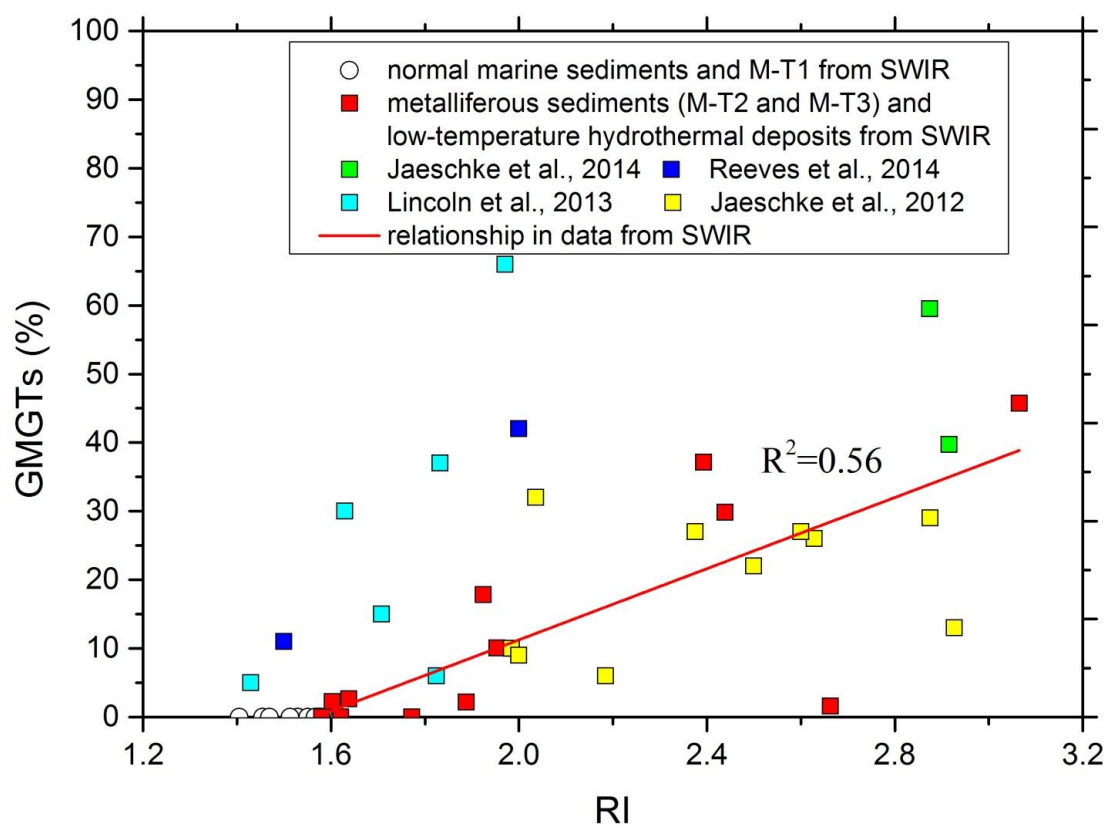 100
90
80
70
60
50
40
30
20
10
0
GMGTs (%)
normal marine sediments and M-T1 from SWIR
metalliferous sediments (M-T2 and M-T3) and
low-temperature hydrothermal deposits from SWIR
Jaeschke et al., 2014 Reeves et al., 2014
Lincoln et al., 2013 Jaeschke et al., 2012
relationship in data from SWIR
R²=0.56
1.2 1.6 2.0 2.4 2.8 3.2
RI